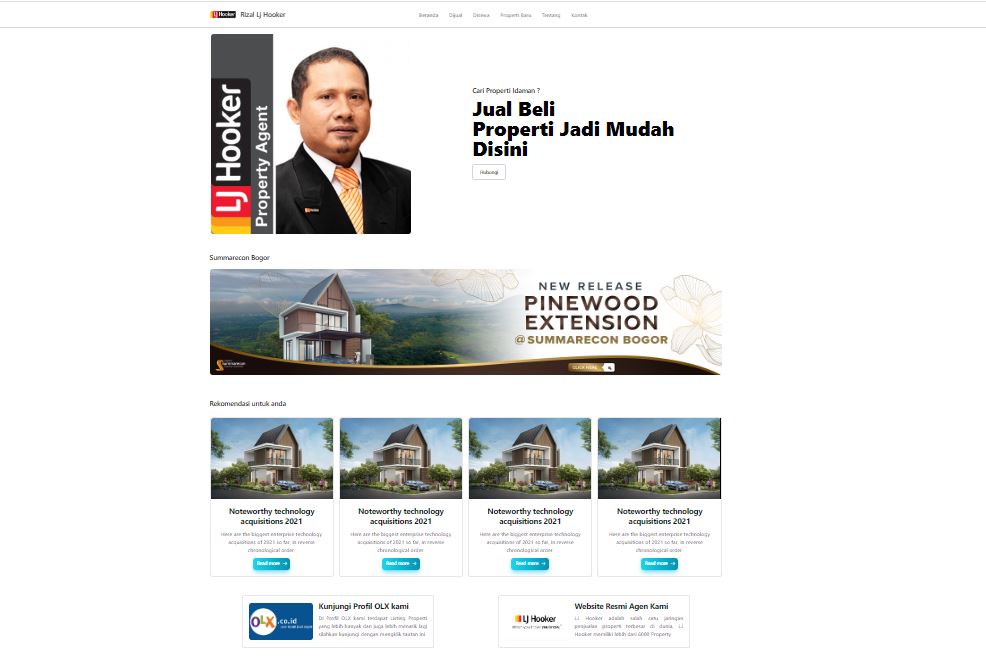 LJ Hooker Rizal Lj Hooker
Beranda Dijual Disewa Properti Baru Tentang Kontak
LJ Hooker
Property Agent
Cari Properti Idaman ?
Jual Beli
Properti Jadi Mudah
Disini
Hubungi
Summarecon Bogor
NEW RELEASE
PINEWOOD
EXTENSION
@ SUMMARECON BOGOR
CLICK HERE
Summarecon
Rekomendasi untuk anda
Noteworthy technology
acquisitions 2021
Here are the biggest enterprise technology
acquisitions of 2021 so far, in reverse
chronological order.
Read more →
Noteworthy technology
acquisitions 2021
Here are the biggest enterprise technology
acquisitions of 2021 so far, in reverse
chronological order.
Read more →
Noteworthy technology
acquisitions 2021
Here are the biggest enterprise technology
acquisitions of 2021 so far, in reverse
chronological order.
Read more →
Noteworthy technology
acquisitions 2021
Here are the biggest enterprise technology
acquisitions of 2021 so far, in reverse
chronological order.
Read more →
OLX.co.id
Kunjungi Profil OLX kami
Di Profil OLX kami terdapat Listing Properti
yang lebih banyak dan juga lebih menarik lagi
silahkan kunjungi dengan mengklik tautan ini
LJ Hooker
Website Resmi Agen Kami
LJ Hooker adalah salah satu jaringan
penjualan properti terbesar di dunia, LJ
Hooker memiliki lebih dari 6000 Property